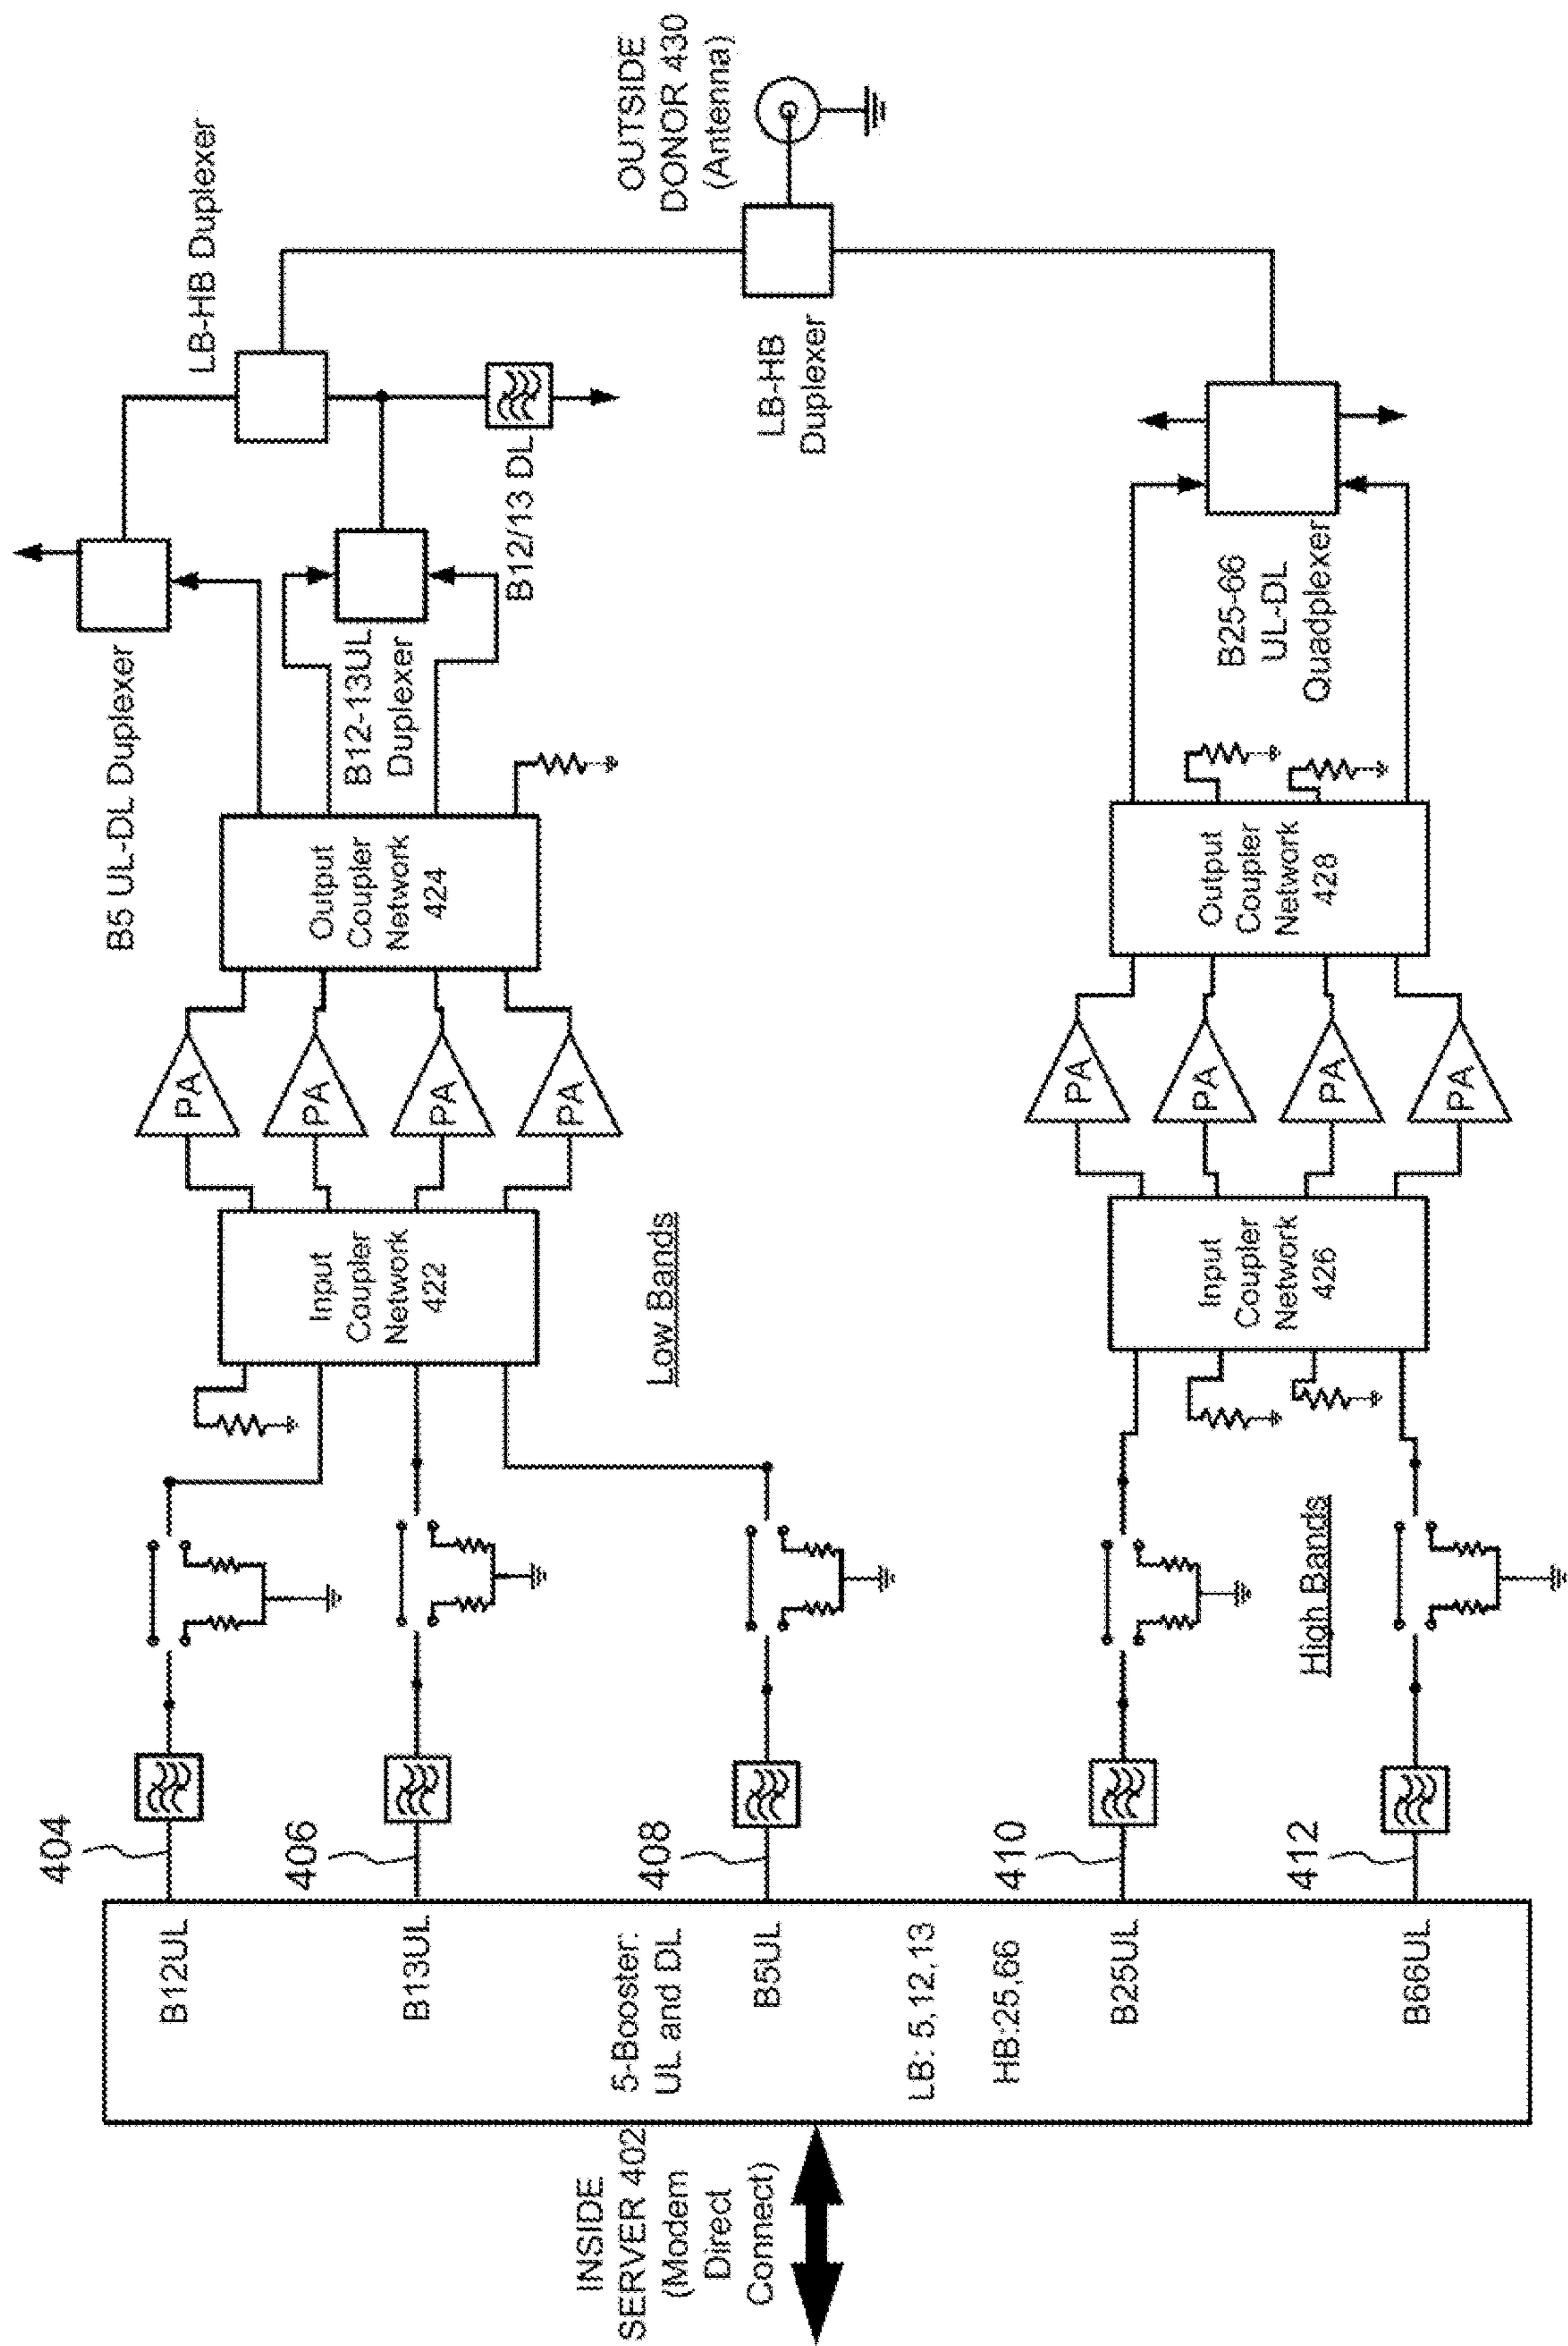 INSIDE
SERVER 402
(Modem
Direct
Connect)
B12UL
B13UL
5-Booster:
UL and DL
B5UL
LB: 5,12,13
HB:25,66
B25UL
B66UL
404
406
408
410
412
Low Bands
High Bands
Input
Coupler
Network
422
Input
Coupler
Network
426
PA
PA
PA
PA
PA
PA
PA
PA
Output
Coupler
Network
424
Output
Coupler
Network
428
B5 UL-DL Duplexer
B12-13UL
Duplexer
B12/13 DL
LB-HB Duplexer
B25-66
UL-DL
Quadplexer
LB-HB
Duplexer
OUTSIDE
DONOR 430
(Antenna)